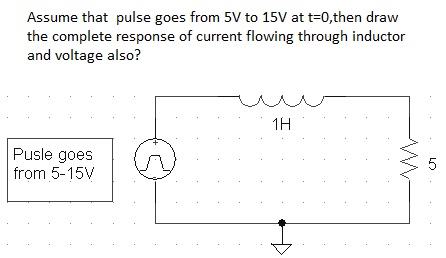 Assume that pulse goes from 5V to 15V at t=0,then draw
the complete response of current flowing through inductor
and voltage also?
1H
Pusle goes
from 5-15V
5